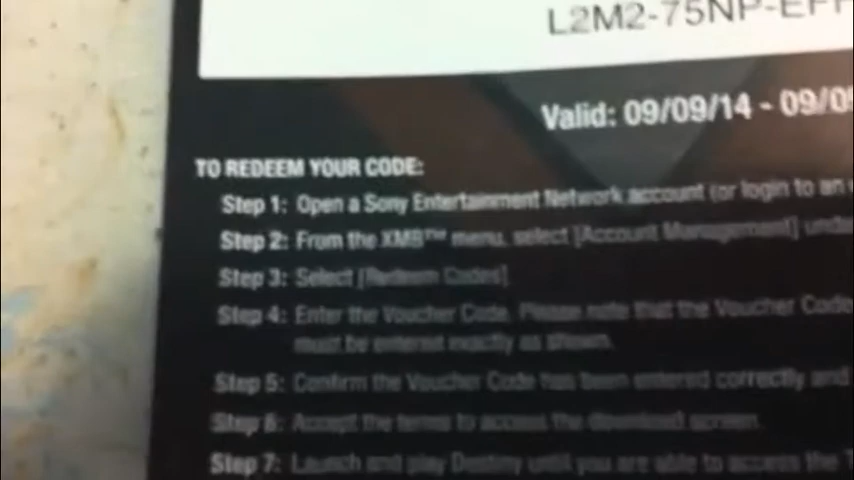 L2M2-75NP-EFF
Valid: 09/09/14 - 09/09
TO REDEEM YOUR CODE:
Step 1: Open a Sony Entertainment Network account (or login to an
Step 2: From the XMB™ menu, select [Account Management] under
Step 3: Select [Redeem Codes]
Step 4: Enter the Voucher Code. Please note that the Voucher Code
must be entered exactly as shown.
Step 5: Confirm the Voucher Code has been entered correctly and
Step 6: Accept the terms to access the download screen.
Step 7: Launch and play Destiny until you are able to access the